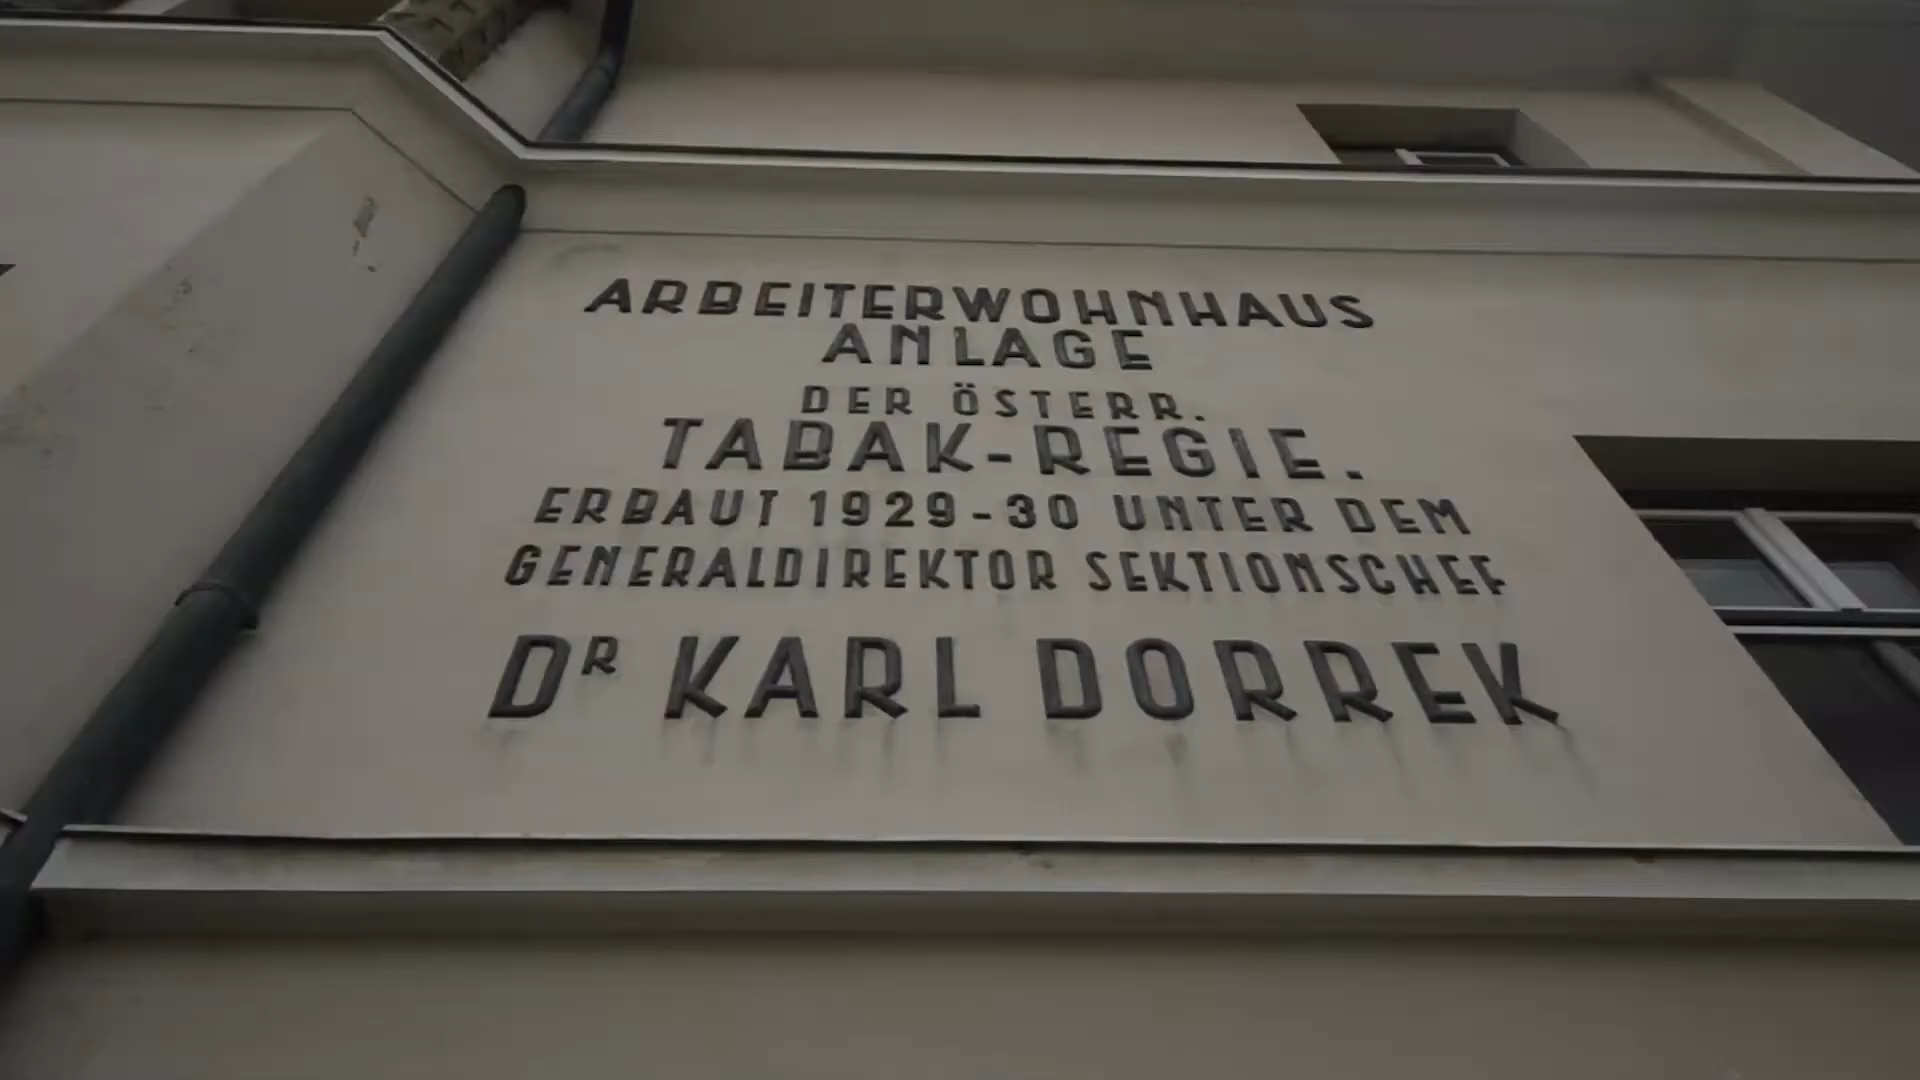 ARBEITERWOHNHAUS
ANLAGE
DER ÖSTERR.
TABAK-REGIE.
ERBAUT 1929-30 UNTER DEM
GENERALDIREKTOR SEKTIONSCHEF
DR KARL DORREK